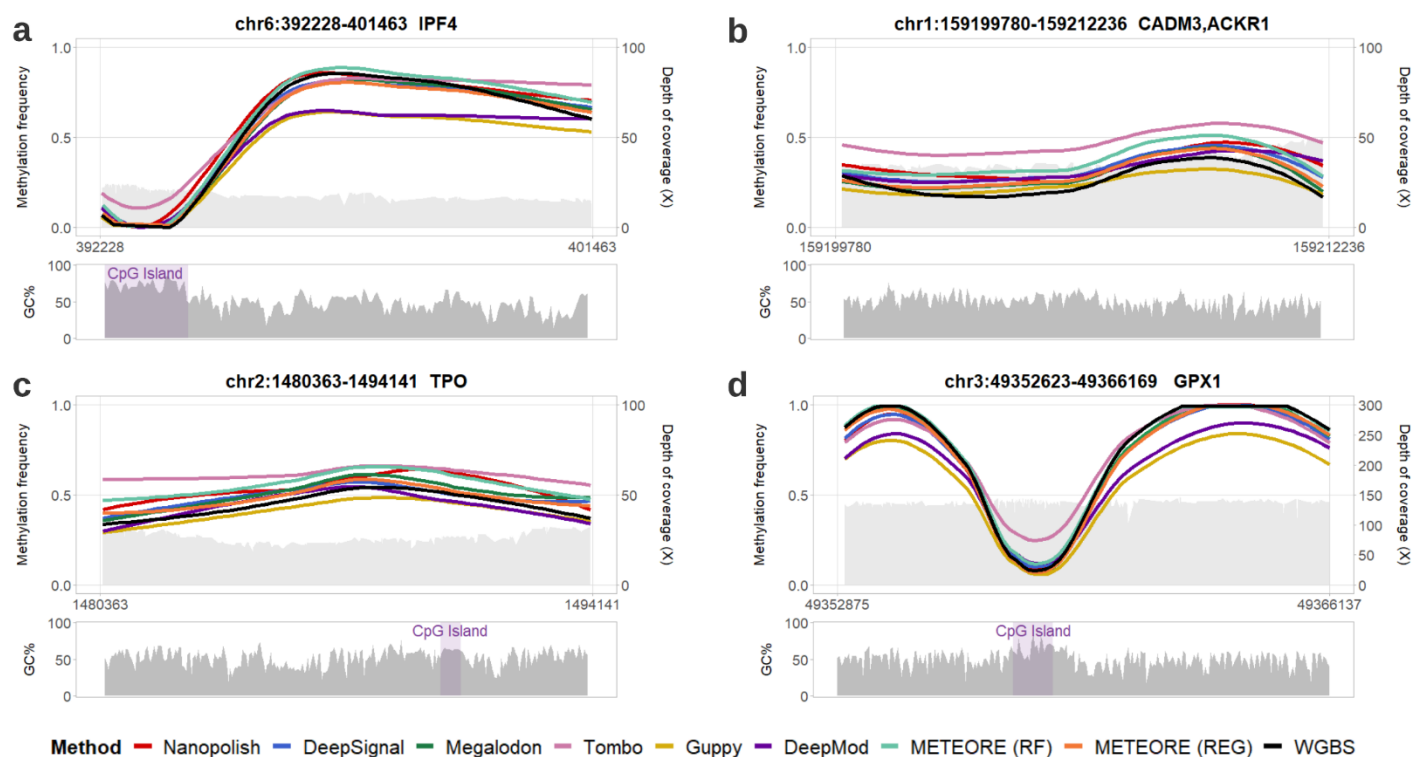 a
chr6:392228-401463 IPF4
Methylation frequency
1.0
0.5
0.0
100
50
0
Depth of coverage (X)
392228
401463
GC%
100
50
0
CpG Island
b
chr1:159199780-159212236 CADM3,ACKR1
Methylation frequency
1.0
0.5
0.0
100
50
0
Depth of coverage (X)
159199780
159212236
GC%
100
50
0
c
chr2:1480363-1494141 TPO
Methylation frequency
1.0
0.5
0.0
100
50
0
Depth of coverage (X)
1480363
1494141
GC%
100
50
0
CpG Island
d
chr3:49352623-49366169 GPX1
Methylation frequency
1.0
0.5
0.0
300
250
200
150
100
50
0
Depth of coverage (X)
49352875
49366137
GC%
100
50
0
CpG Island
Method Nanopolish DeepSignal Megalodon Tombo Guppy DeepMod METEORE (RF) METEORE (REG) WGBS